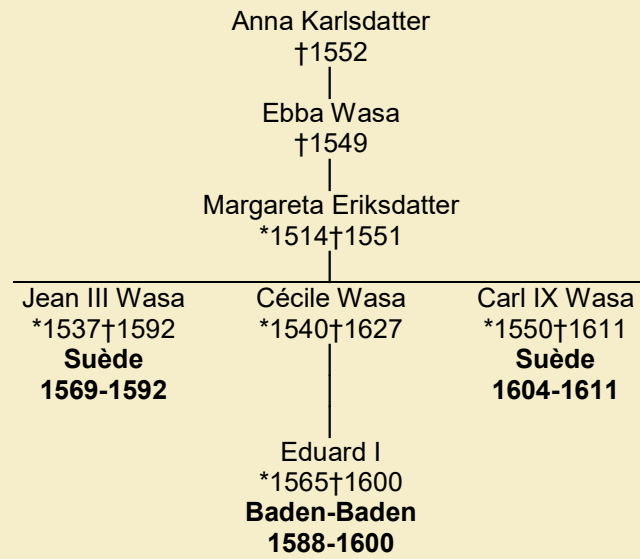 Anna Karlsdatter
†1552
Ebba Wasa
†1549
Margareta Eriksdatter
*1514†1551
Jean III Wasa Cécile Wasa Carl IX Wasa
*1537†1592 *1540†1627 *1550†1611
Suède Suède
1569-1592 1604-1611
Eduard I
*1565†1600
Baden-Baden
1588-1600